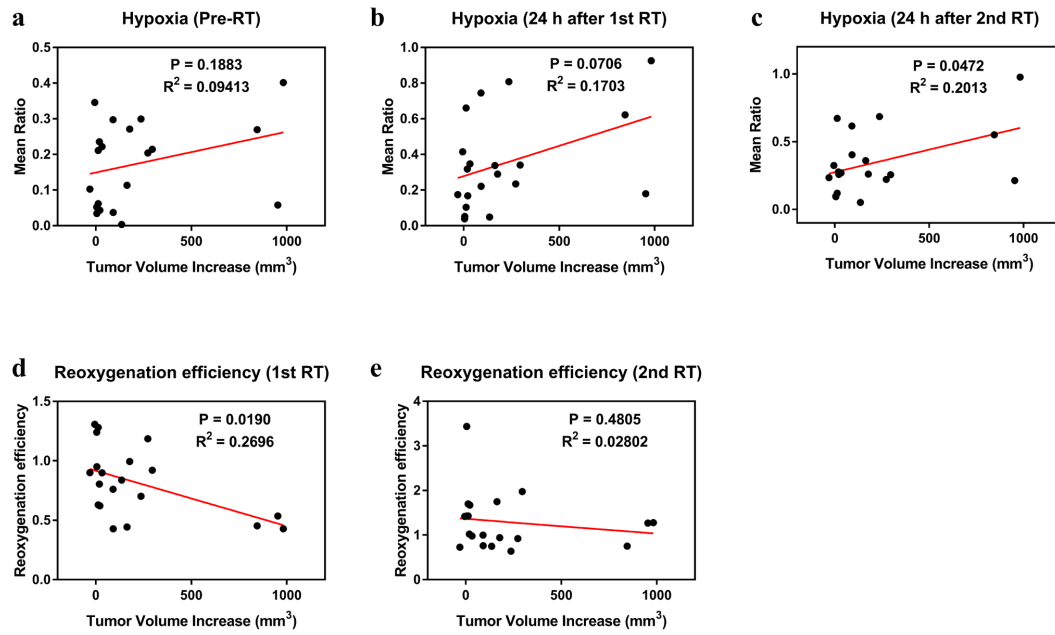 a
Hypoxia (Pre-RT)
P = 0.1883
R² = 0.09413
Mean Ratio
0.5
0.4
0.3
0.2
0.1
0.0
0
500
1000
Tumor Volume Increase (mm³)
b
Hypoxia (24 h after 1st RT)
P = 0.0706
R² = 0.1703
Mean Ratio
1.0
0.8
0.6
0.4
0.2
0.0
0
500
1000
Tumor Volume Increase (mm³)
c
Hypoxia (24 h after 2nd RT)
P = 0.0472
R² = 0.2013
Mean Ratio
1.0
0.5
0.0
0
500
1000
Tumor Volume Increase (mm³)
d
Reoxygenation efficiency (1st RT)
P = 0.0190
R² = 0.2696
Reoxygenation efficiency
1.5
1.0
0.5
0.0
0
500
1000
Tumor Volume Increase (mm³)
e
Reoxygenation efficiency (2nd RT)
P = 0.4805
R² = 0.02802
Reoxygenation efficiency
4
3
2
1
0
0
500
1000
Tumor Volume Increase (mm³)